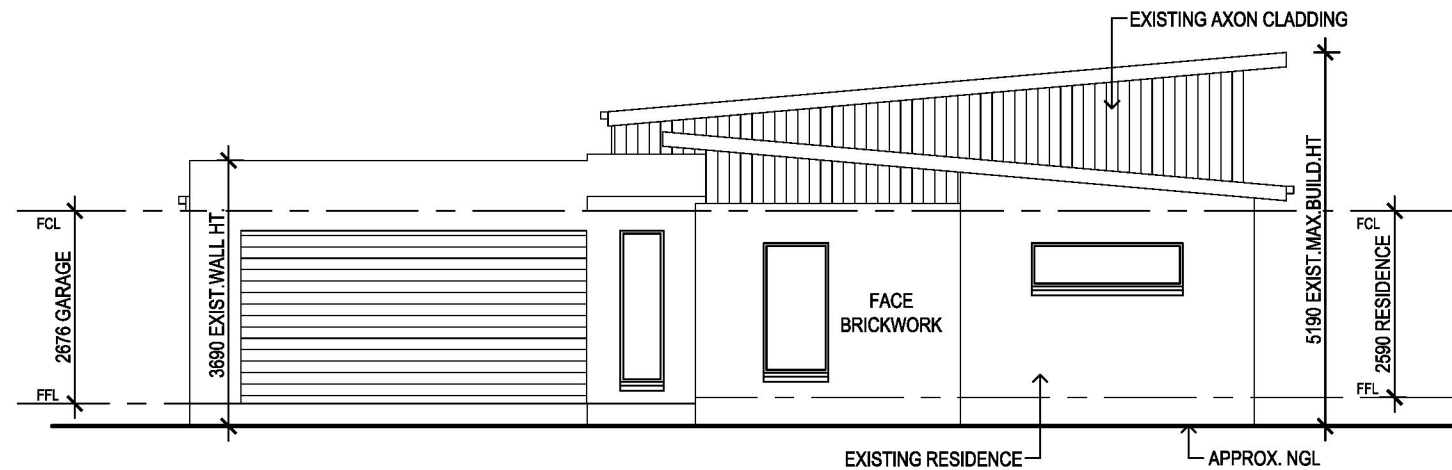 EXISTING AXON CLADDING
FCL
2676 GARAGE
FFL
3690 EXIST.WALL HT.
FACE
BRICKWORK
5190 EXIST.MAX.BUILD.HT
FCL
2590 RESIDENCE
FFL
EXISTING RESIDENCE
APPROX. NGL